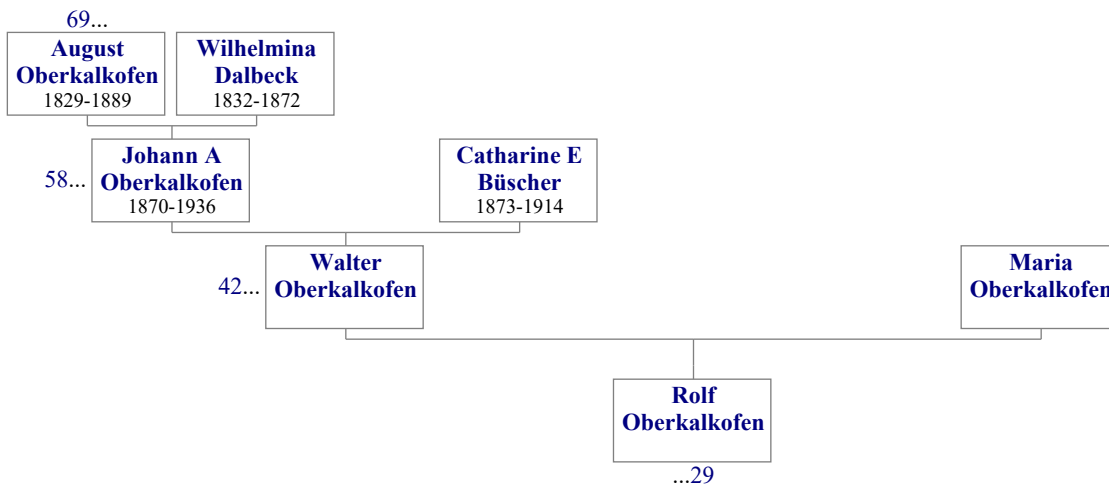 69...
August
Oberkalkofen
1829-1889
Wilhelmina
Dalbeck
1832-1872
58...
Johann A
Oberkalkofen
1870-1936
Catharine E
Büscher
1873-1914
42...
Walter
Oberkalkofen
Maria
Oberkalkofen
Rolf
Oberkalkofen
...29